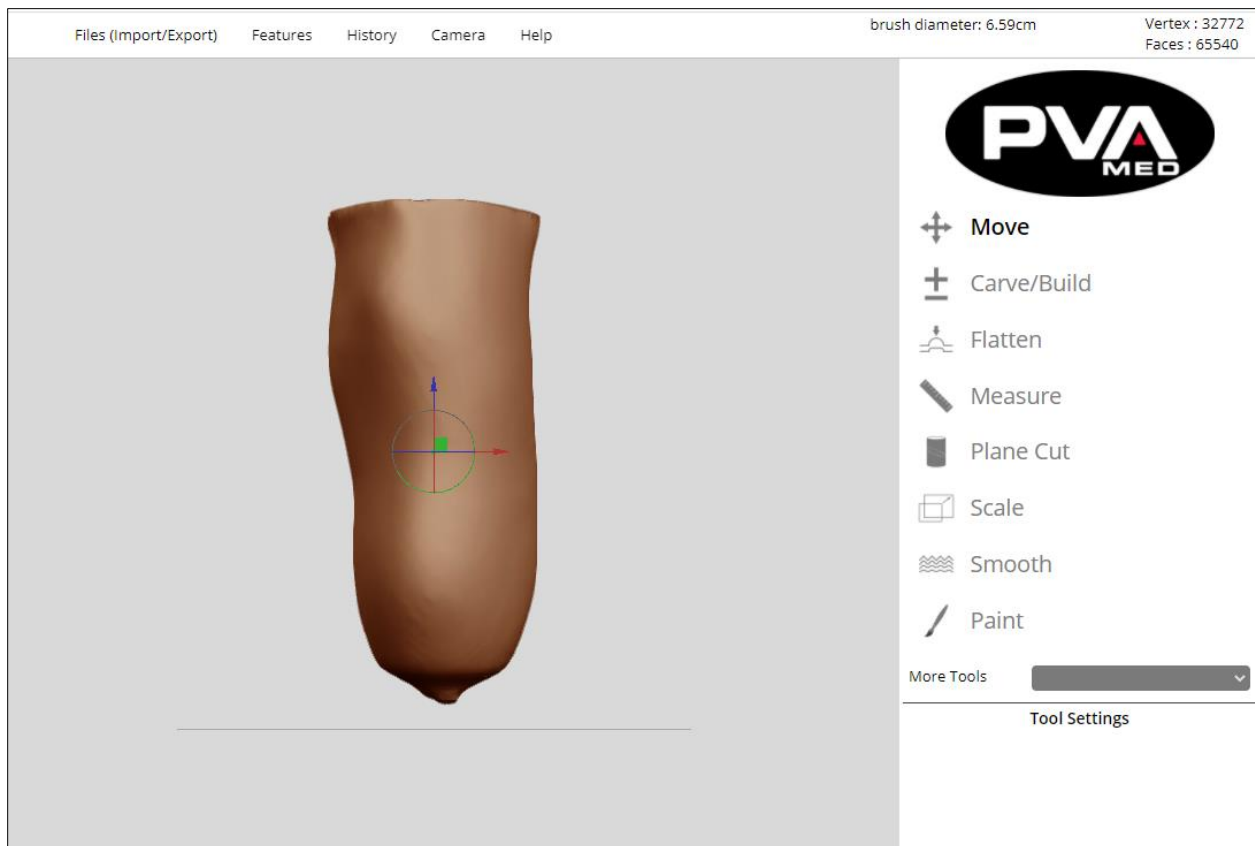 Files (Import/Export) Features History Camera Help
brush diameter: 6.59cm
Vertex : 32772
Faces : 65540
PVA
MED
Move
Carve/Build
Flatten
Measure
Plane Cut
Scale
Smooth
Paint
More Tools
Tool Settings